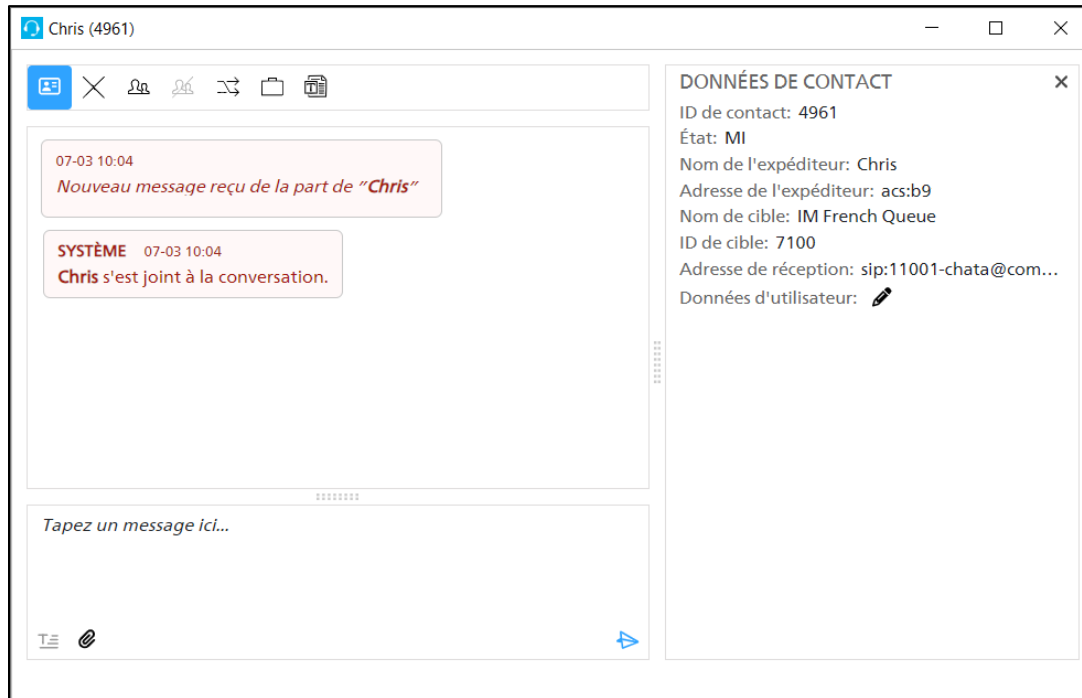 Chris (4961)
07-03 10:04
Nouveau message reçu de la part de "Chris"
SYSTÈME 07-03 10:04
Chris s'est joint à la conversation.
Tapez un message ici...
DONNÉES DE CONTACT
ID de contact: 4961
État: MI
Nom de l'expéditeur: Chris
Adresse de l'expéditeur: acs:b9
Nom de cible: IM French Queue
ID de cible: 7100
Adresse de réception: sip:11001-chata@com...
Données d'utilisateur: